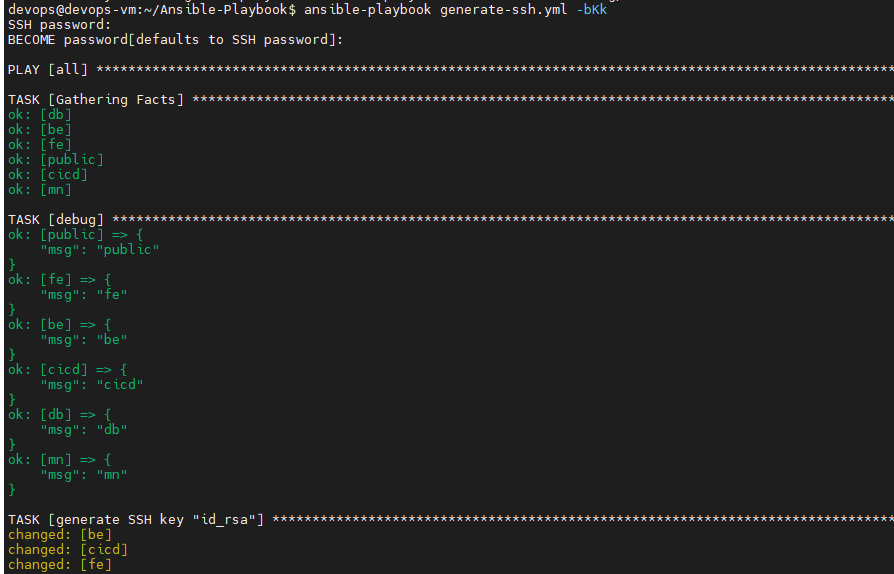 devops@devops-vm:~/Ansible-Playbook$ ansible-playbook generate-ssh.yml -bKk
SSH password:
BECOME password[defaults to SSH password]:
PLAY [all] ****************************************************************************************************
TASK [Gathering Facts] ****************************************************************************************
ok: [db]
ok: [be]
ok: [fe]
ok: [public]
ok: [cicd]
ok: [mn]
TASK [debug] **************************************************************************************************
ok: [public] => {
    "msg": "public"
}
ok: [fe] => {
    "msg": "fe"
}
ok: [be] => {
    "msg": "be"
}
ok: [cicd] => {
    "msg": "cicd"
}
ok: [db] => {
    "msg": "db"
}
ok: [mn] => {
    "msg": "mn"
}
TASK [generate SSH key "id_rsa"] ******************************************************************************
changed: [be]
changed: [cicd]
changed: [fe]